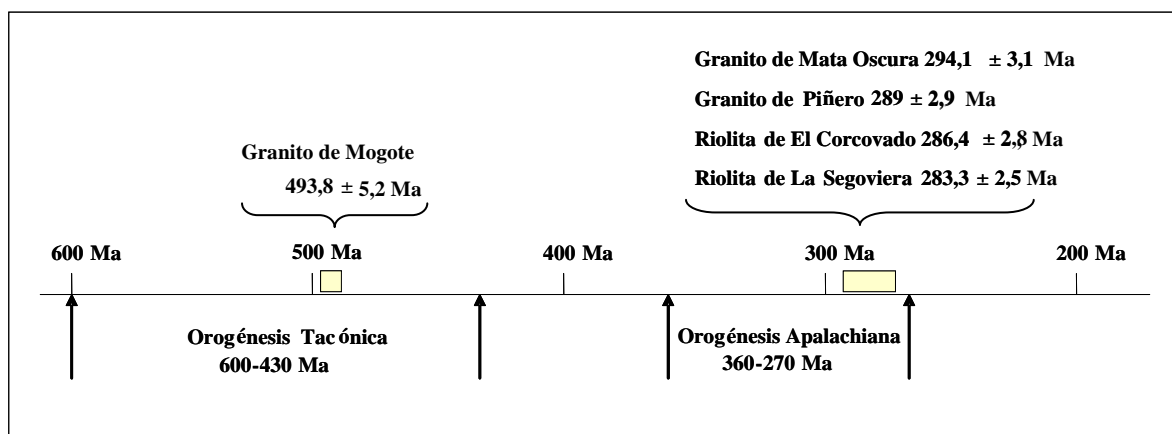 Granito de Mata Oscura 294,1 ± 3,1 Ma
Granito de Piñero 289 ± 2,9 Ma
Riolita de El Corcovado 286,4 ± 2,8 Ma
Riolita de La Segoviera 283,3 ± 2,5 Ma
Granito de Mogote
493,8 ± 5,2 Ma
600 Ma
500 Ma
400 Ma
300 Ma
200 Ma
Orogénesis Tacónica
600-430 Ma
Orogénesis Apalachiana
360-270 Ma